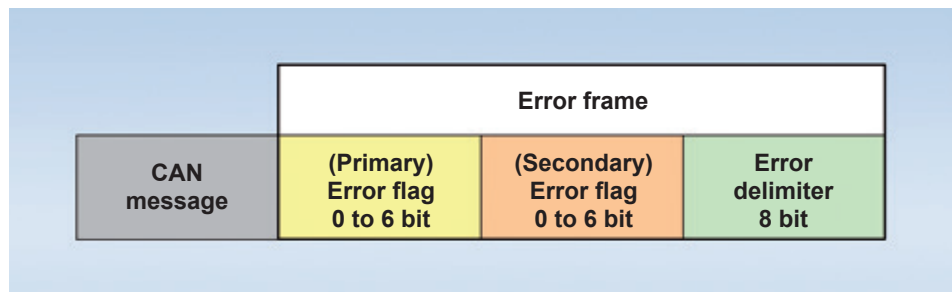 Error frame
CAN
message
(Primary)
Error flag
0 to 6 bit
(Secondary)
Error flag
0 to 6 bit
Error
delimiter
8 bit